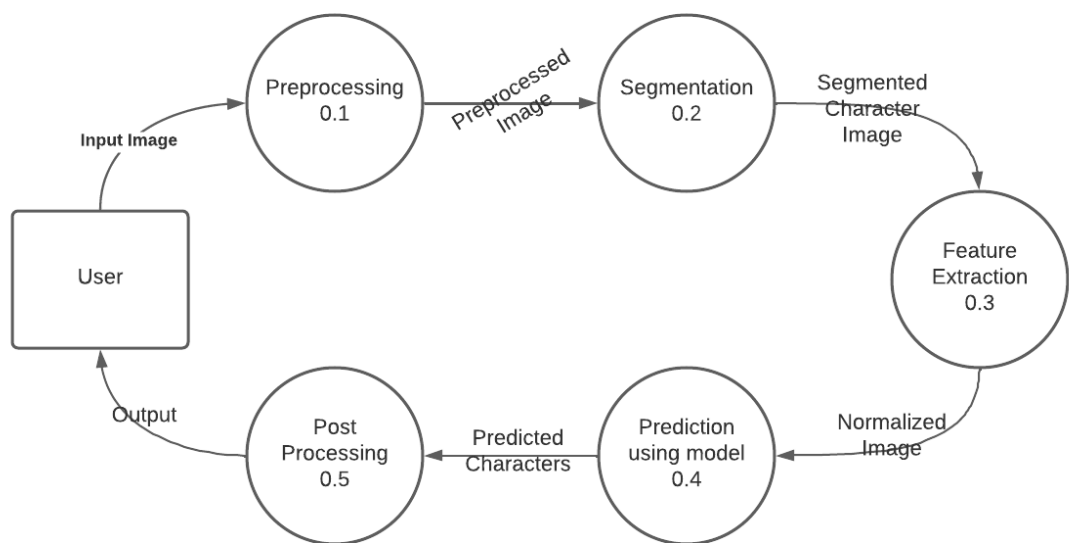 Preprocessing
0.1
Preprocessed
Image
Segmentation
0.2
Segmented
Character
Image
Input Image
User
Feature
Extraction
0.3
Output
Post
Processing
0.5
Predicted
Characters
Prediction
using model
0.4
Normalized
Image